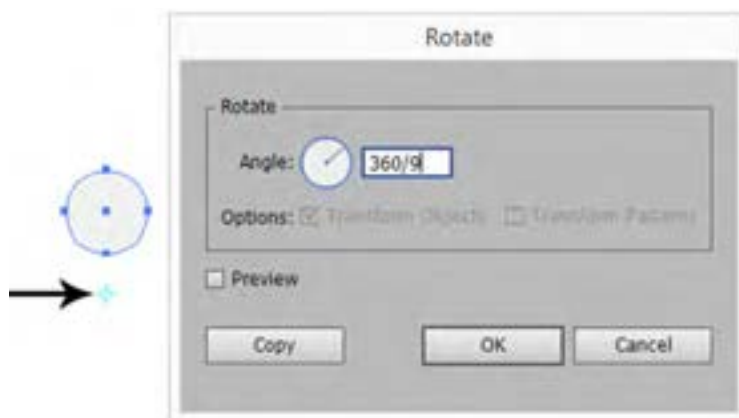 Rotate
Rotate
Angle: 360/9
Options: Transform Objects Transform Patterns
Preview
Copy OK Cancel